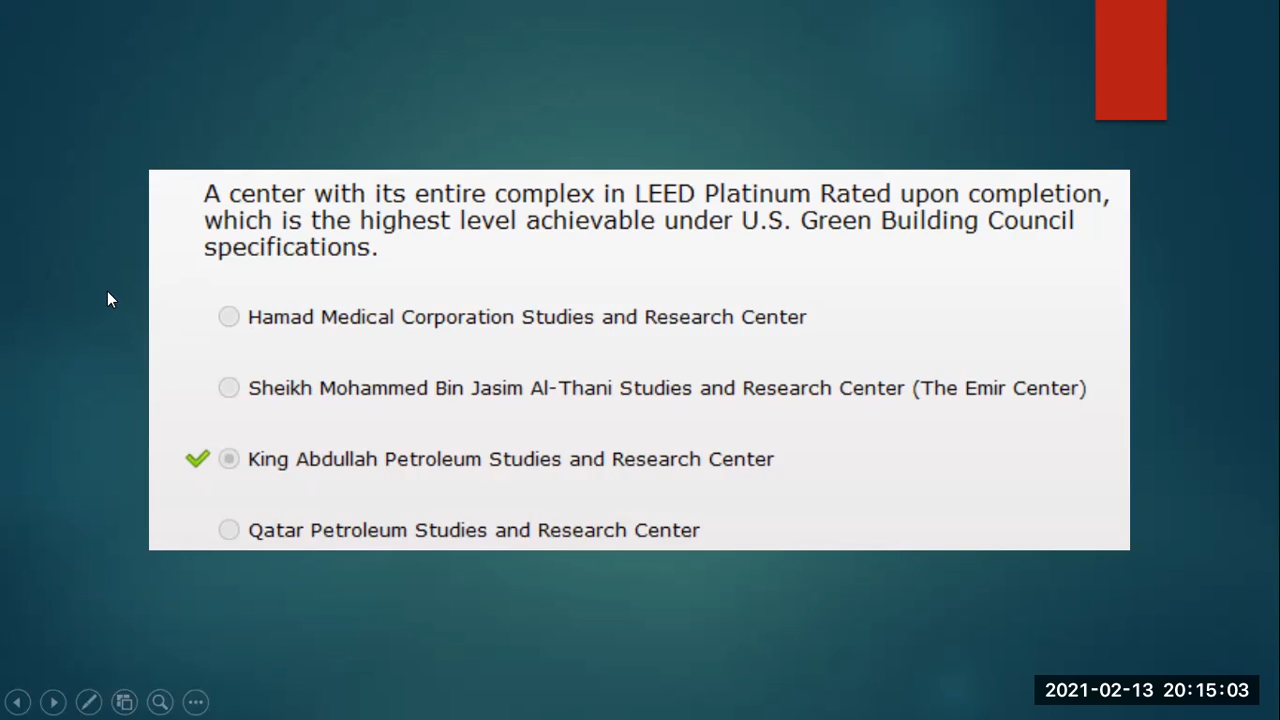 A center with its entire complex in LEED Platinum Rated upon completion,
which is the highest level achievable under U.S. Green Building Council
specifications.
Hamad Medical Corporation Studies and Research Center
Sheikh Mohammed Bin Jasim Al-Thani Studies and Research Center (The Emir Center)
King Abdullah Petroleum Studies and Research Center
Qatar Petroleum Studies and Research Center
2021-02-13 20:15:03